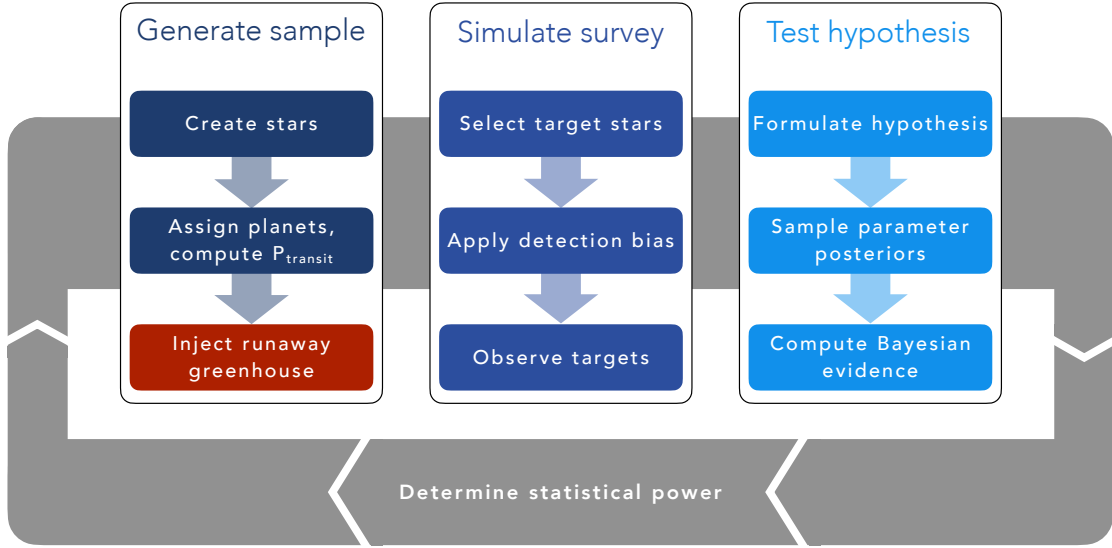 Generate sample
Create stars
Assign planets,
compute P_transit
Inject runaway
greenhouse
Simulate survey
Select target stars
Apply detection bias
Observe targets
Test hypothesis
Formulate hypothesis
Sample parameter
posteriors
Compute Bayesian
evidence
Determine statistical power